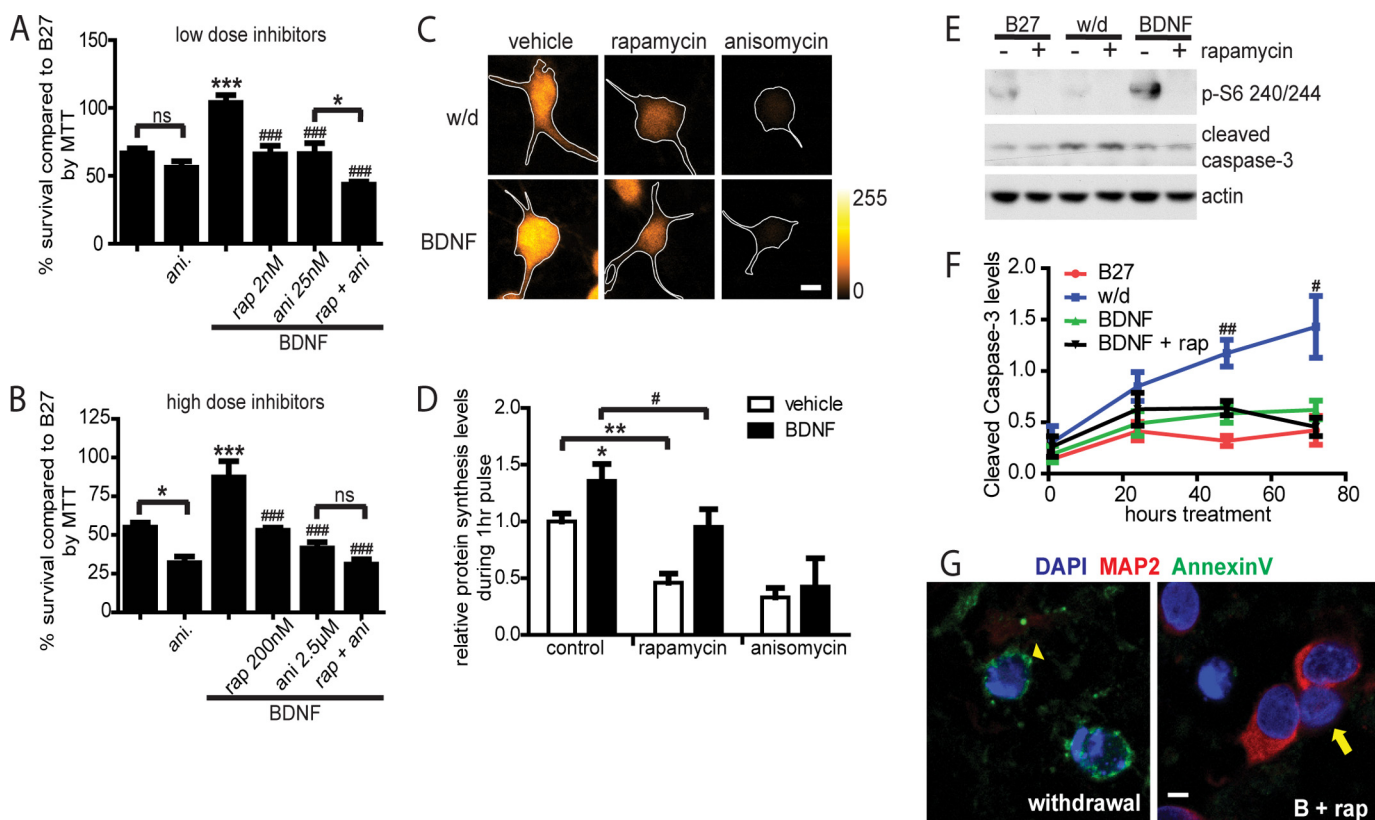 A
low dose inhibitors
% survival compared to B27
by MTT
150
100
50
0
ns
***
###
###
*
###
ani.
rap 2nM
ani 25nM
rap + ani
BDNF
B
high dose inhibitors
% survival compared to B27
by MTT
125
100
75
50
25
0
*
***
###
###
ns
###
ani.
rap 200nM
ani 2.5µM
rap + ani
BDNF
C
vehicle
rapamycin
anisomycin
w/d
BDNF
255
0
D
relative protein synthesis levels
during 1hr pulse
2.0
1.5
1.0
0.5
0.0
vehicle
BDNF
#
**
*
control
rapamycin
anisomycin
E
B27 w/d BDNF
- + - + - + rapamycin
p-S6 240/244
cleaved
caspase-3
actin
F
Cleaved Caspase-3 levels
2.0
1.5
1.0
0.5
0.0
B27
w/d
BDNF
BDNF + rap
##
#
0 20 40 60 80
hours treatment
G
DAPI MAP2 AnnexinV
withdrawal
B + rap